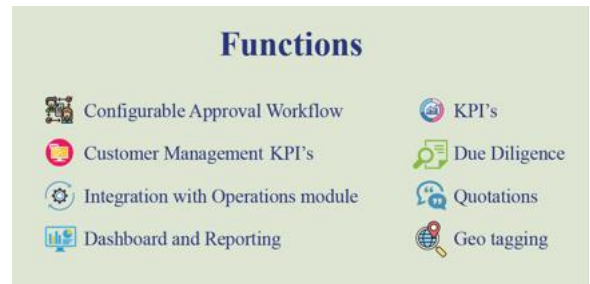 Functions
Configurable Approval Workflow
Customer Management KPI's
Integration with Operations module
Dashboard and Reporting
KPI's
Due Diligence
Quotations
Geo tagging